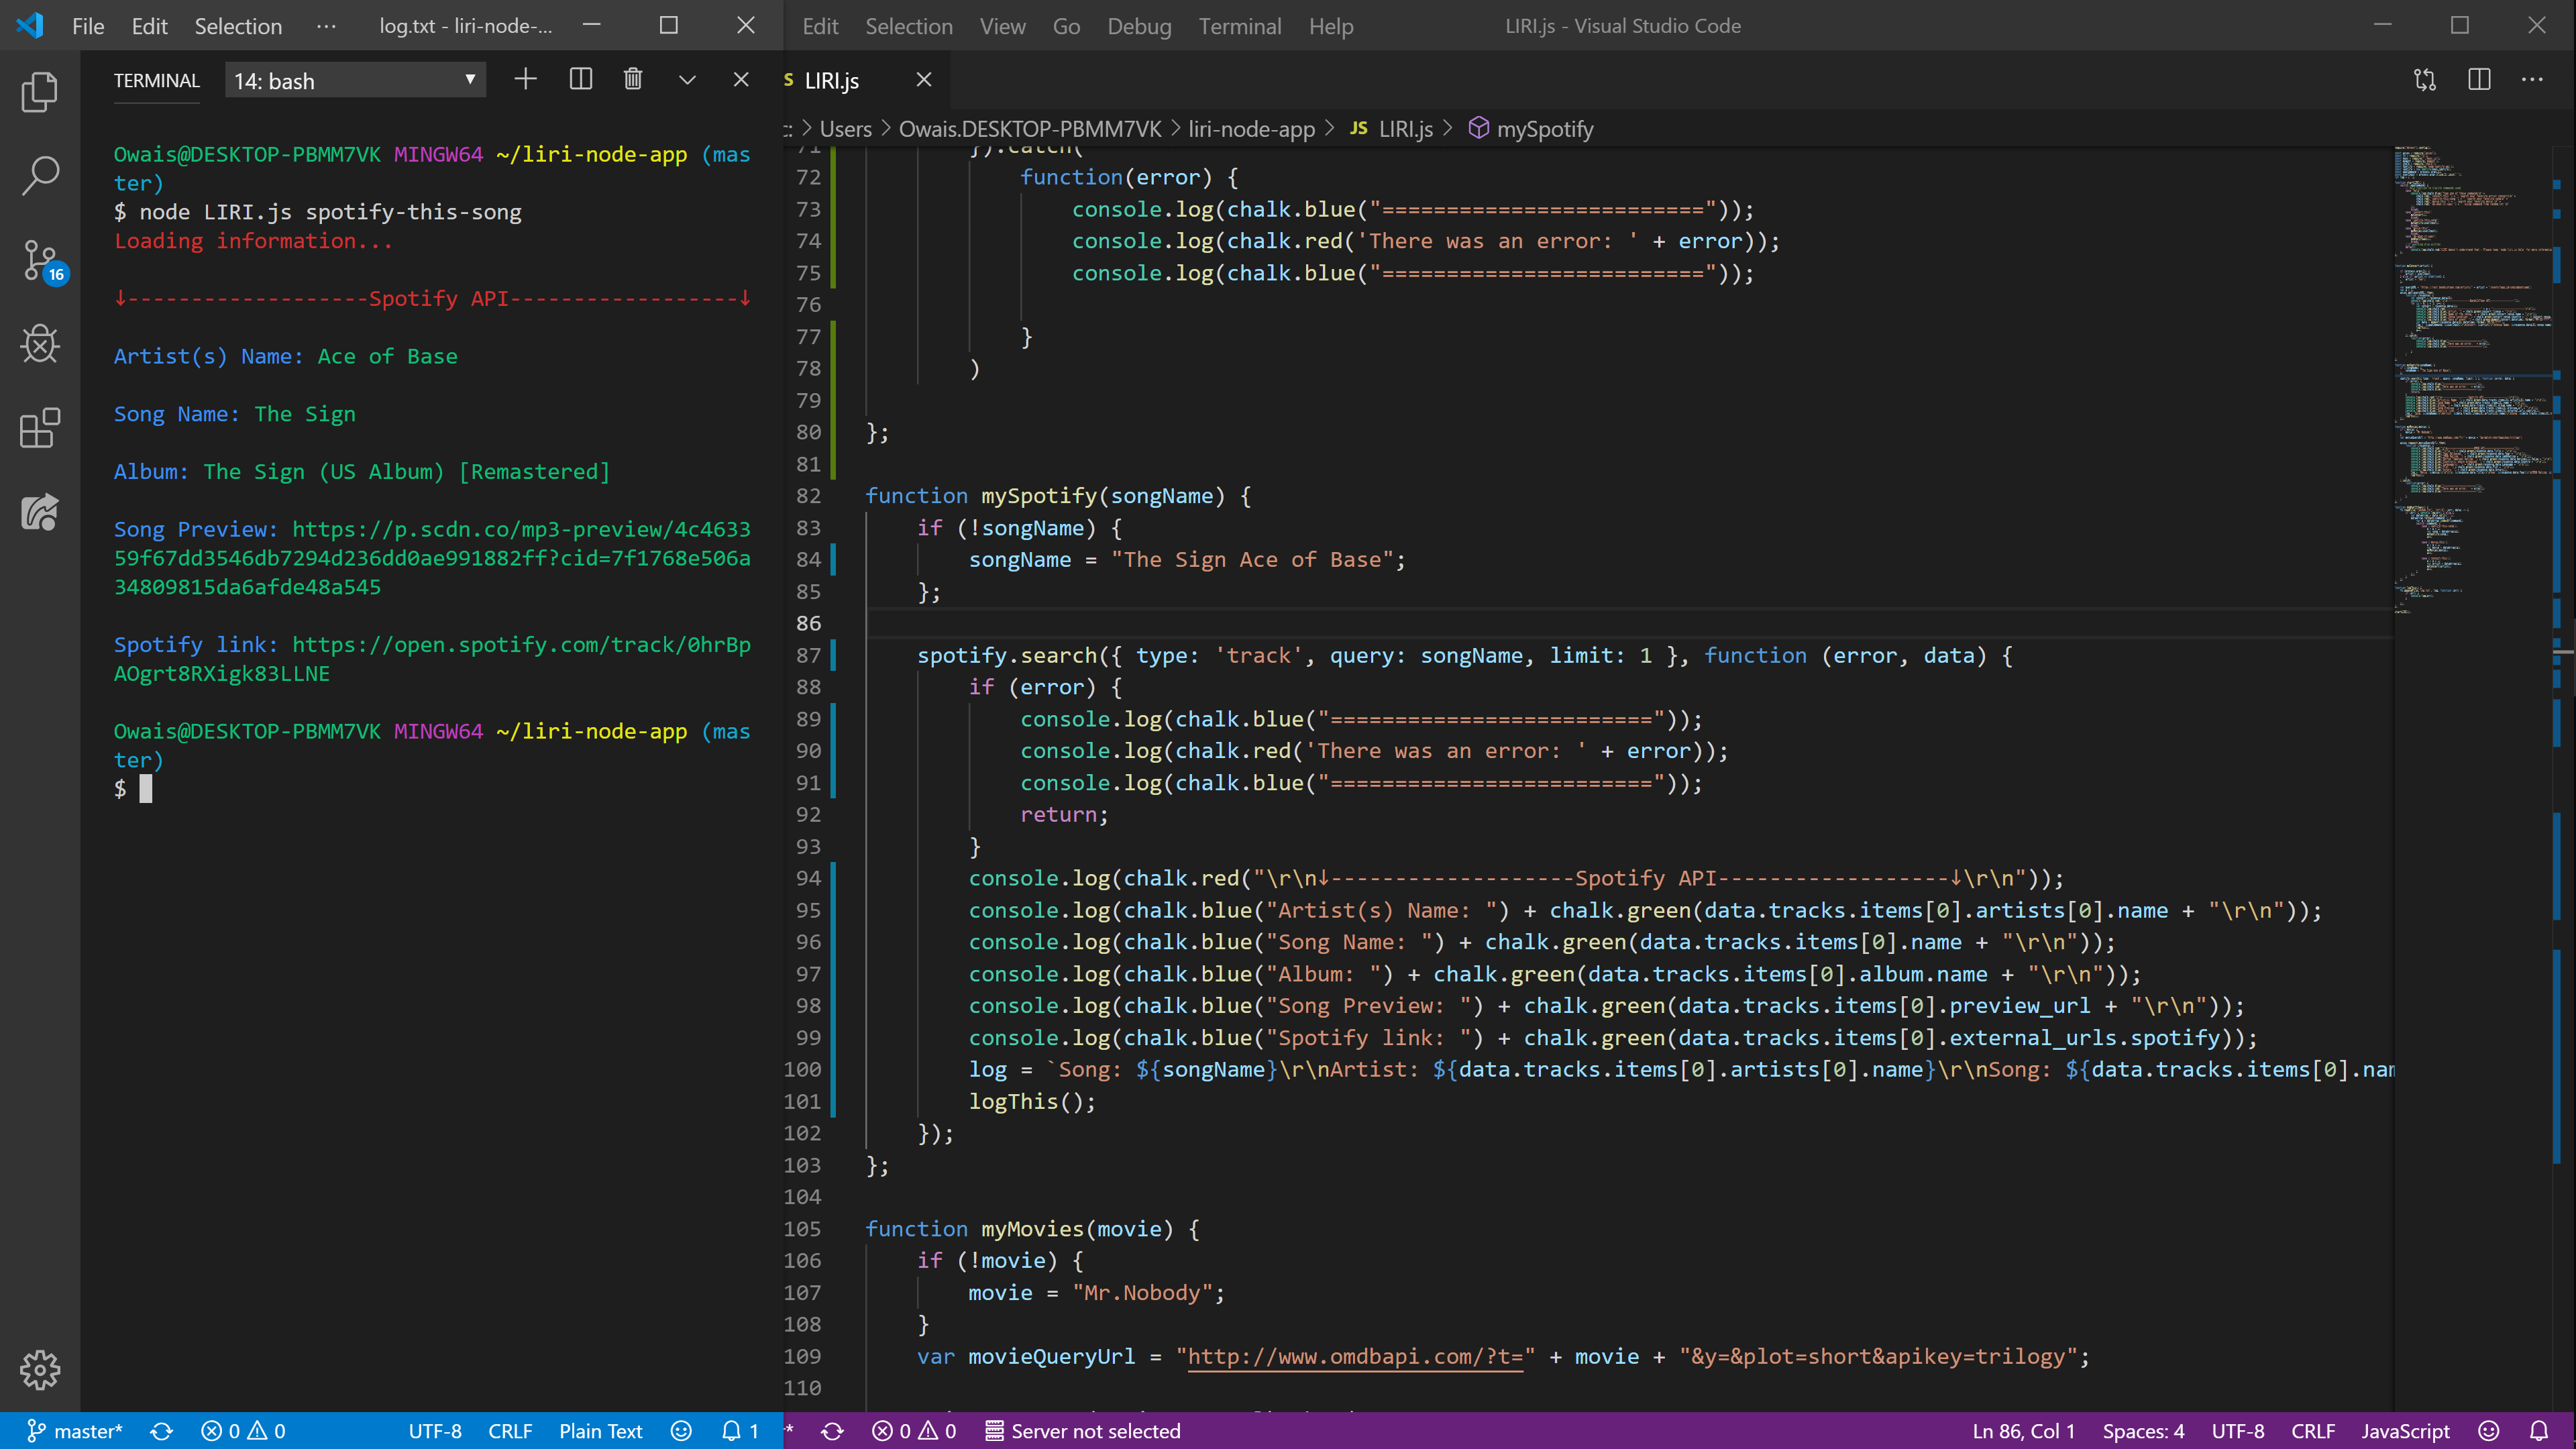 File Edit Selection ··· log.txt - liri-node-...
TERMINAL 14: bash
Owais@DESKTOP-PBMM7VK MINGW64 ~/liri-node-app (mas
ter)
$ node LIRI.js spotify-this-song
Loading information...
↓-------------------Spotify API------------------↓
Artist(s) Name: Ace of Base
Song Name: The Sign
Album: The Sign (US Album) [Remastered]
Song Preview: https://p.scdn.co/mp3-preview/4c4633
59f67dd3546db7294d236dd0ae991882ff?cid=7f1768e506a
34809815da6afde48a545
Spotify link: https://open.spotify.com/track/0hrBp
AOgrt8RXigk83LLNE
Owais@DESKTOP-PBMM7VK MINGW64 ~/liri-node-app (mas
ter)
$
16
master* 0 0 UTF-8 CRLF Plain Text 1
Edit Selection View Go Debug Terminal Help LIRI.js - Visual Studio Code
LIRI.js
c: > Users > Owais.DESKTOP-PBMM7VK > liri-node-app > JS LIRI.js > mySpotify
71 }).catch(
72 function(error) {
73 console.log(chalk.blue("========================="));
74 console.log(chalk.red('There was an error: ' + error));
75 console.log(chalk.blue("========================="));
76
77 }
78 )
79
80 };
81
82 function mySpotify(songName) {
83 if (!songName) {
84 songName = "The Sign Ace of Base";
85 };
86
87 spotify.search({ type: 'track', query: songName, limit: 1 }, function (error, data) {
88 if (error) {
89 console.log(chalk.blue("========================="));
90 console.log(chalk.red('There was an error: ' + error));
91 console.log(chalk.blue("========================="));
92 return;
93 }
94 console.log(chalk.red("\r\n↓-------------------Spotify API------------------↓\r\n"));
95 console.log(chalk.blue("Artist(s) Name: ") + chalk.green(data.tracks.items[0].artists[0].name + "\r\n"));
96 console.log(chalk.blue("Song Name: ") + chalk.green(data.tracks.items[0].name + "\r\n"));
97 console.log(chalk.blue("Album: ") + chalk.green(data.tracks.items[0].album.name + "\r\n"));
98 console.log(chalk.blue("Song Preview: ") + chalk.green(data.tracks.items[0].preview_url + "\r\n"));
99 console.log(chalk.blue("Spotify link: ") + chalk.green(data.tracks.items[0].external_urls.spotify));
100 log = `Song: ${songName}\r\nArtist: ${data.tracks.items[0].artists[0].name}\r\nSong: ${data.tracks.items[0].nam
101 logThis();
102 });
103 };
104
105 function myMovies(movie) {
106 if (!movie) {
107 movie = "Mr.Nobody";
108 }
109 var movieQueryUrl = "http://www.omdbapi.com/?t=" + movie + "&y=&plot=short&apikey=trilogy";
110
* 0 0 Server not selected Ln 86, Col 1 Spaces: 4 UTF-8 CRLF JavaScript